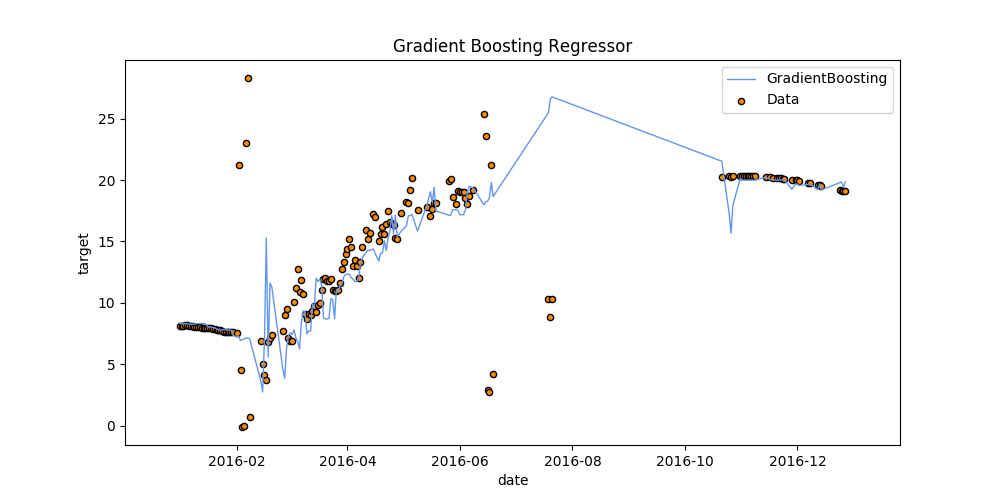 Gradient Boosting Regressor
GradientBoosting
Data
target
25
20
15
10
5
0
2016-02
2016-04
2016-06
2016-08
2016-10
2016-12
date